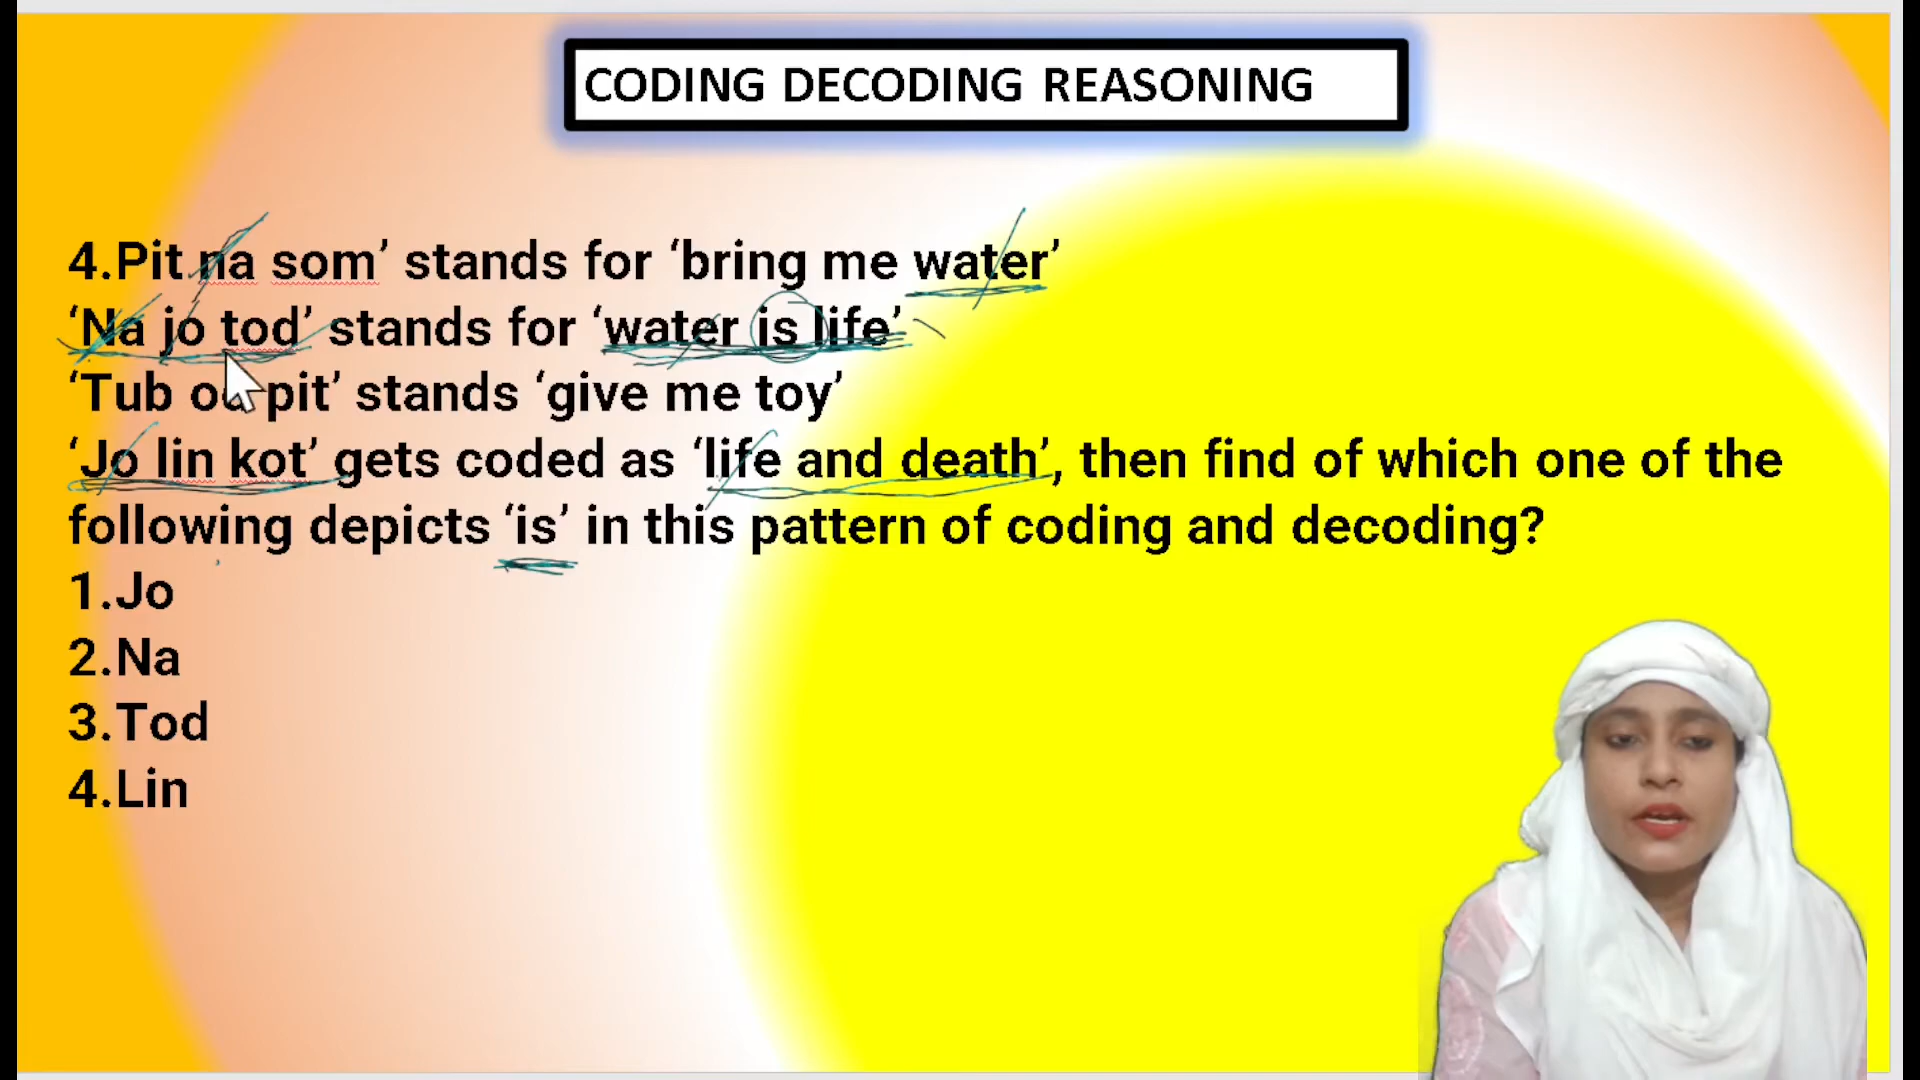 CODING DECODING REASONING
4.Pit na som’ stands for ‘bring me water’
‘Na jo tod’ stands for ‘water is life’
‘Tub pit’ stands ‘give me toy’
‘Jo lin kot’ gets coded as ‘life and death’, then find of which one of the
following depicts ‘is’ in this pattern of coding and decoding?
1.Jo
2.Na
3.Tod
4.Lin